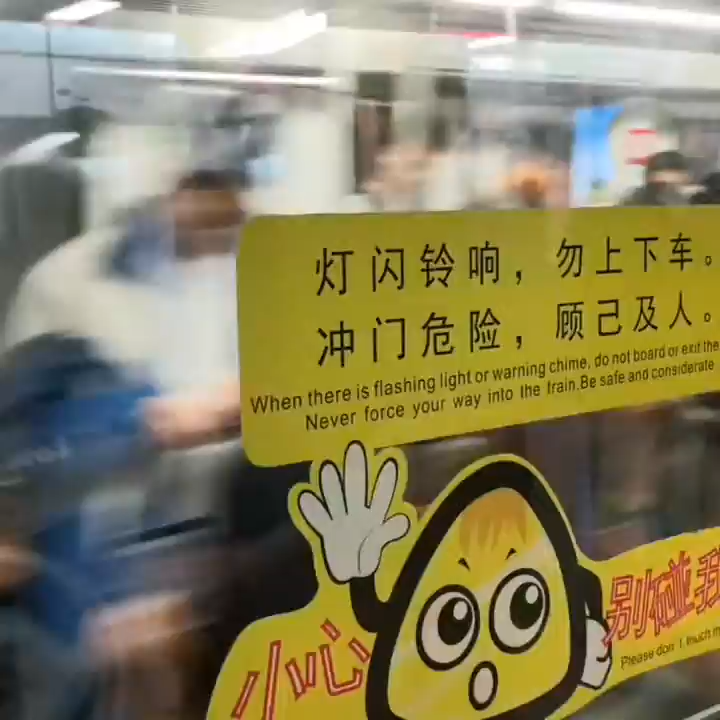 灯闪铃响，勿上下车。
冲门危险，顾己及人。
When there is flashing light or warning chime, do not board or exit the
Never force your way into the train.Be safe and considerate
小心
别碰我
Please don't touch